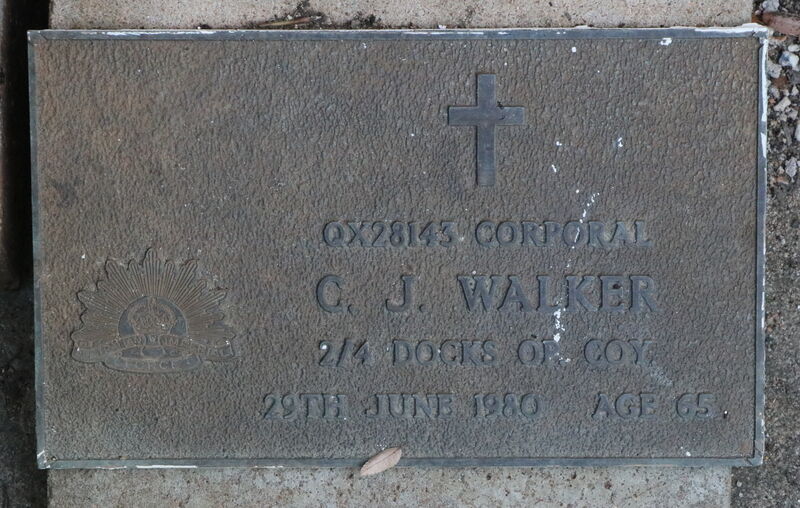 QX28143 CORPORAL
C. J. WALKER
2/4 DOCKS OP. COY.
29TH JUNE 1980 AGE 65